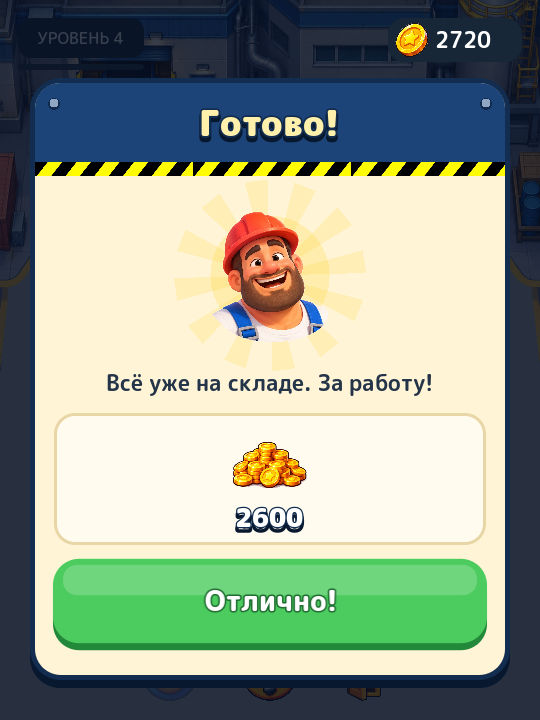 УРОВЕНЬ 4
2720
Готово!
Всё уже на складе. За работу!
2600
Отлично!